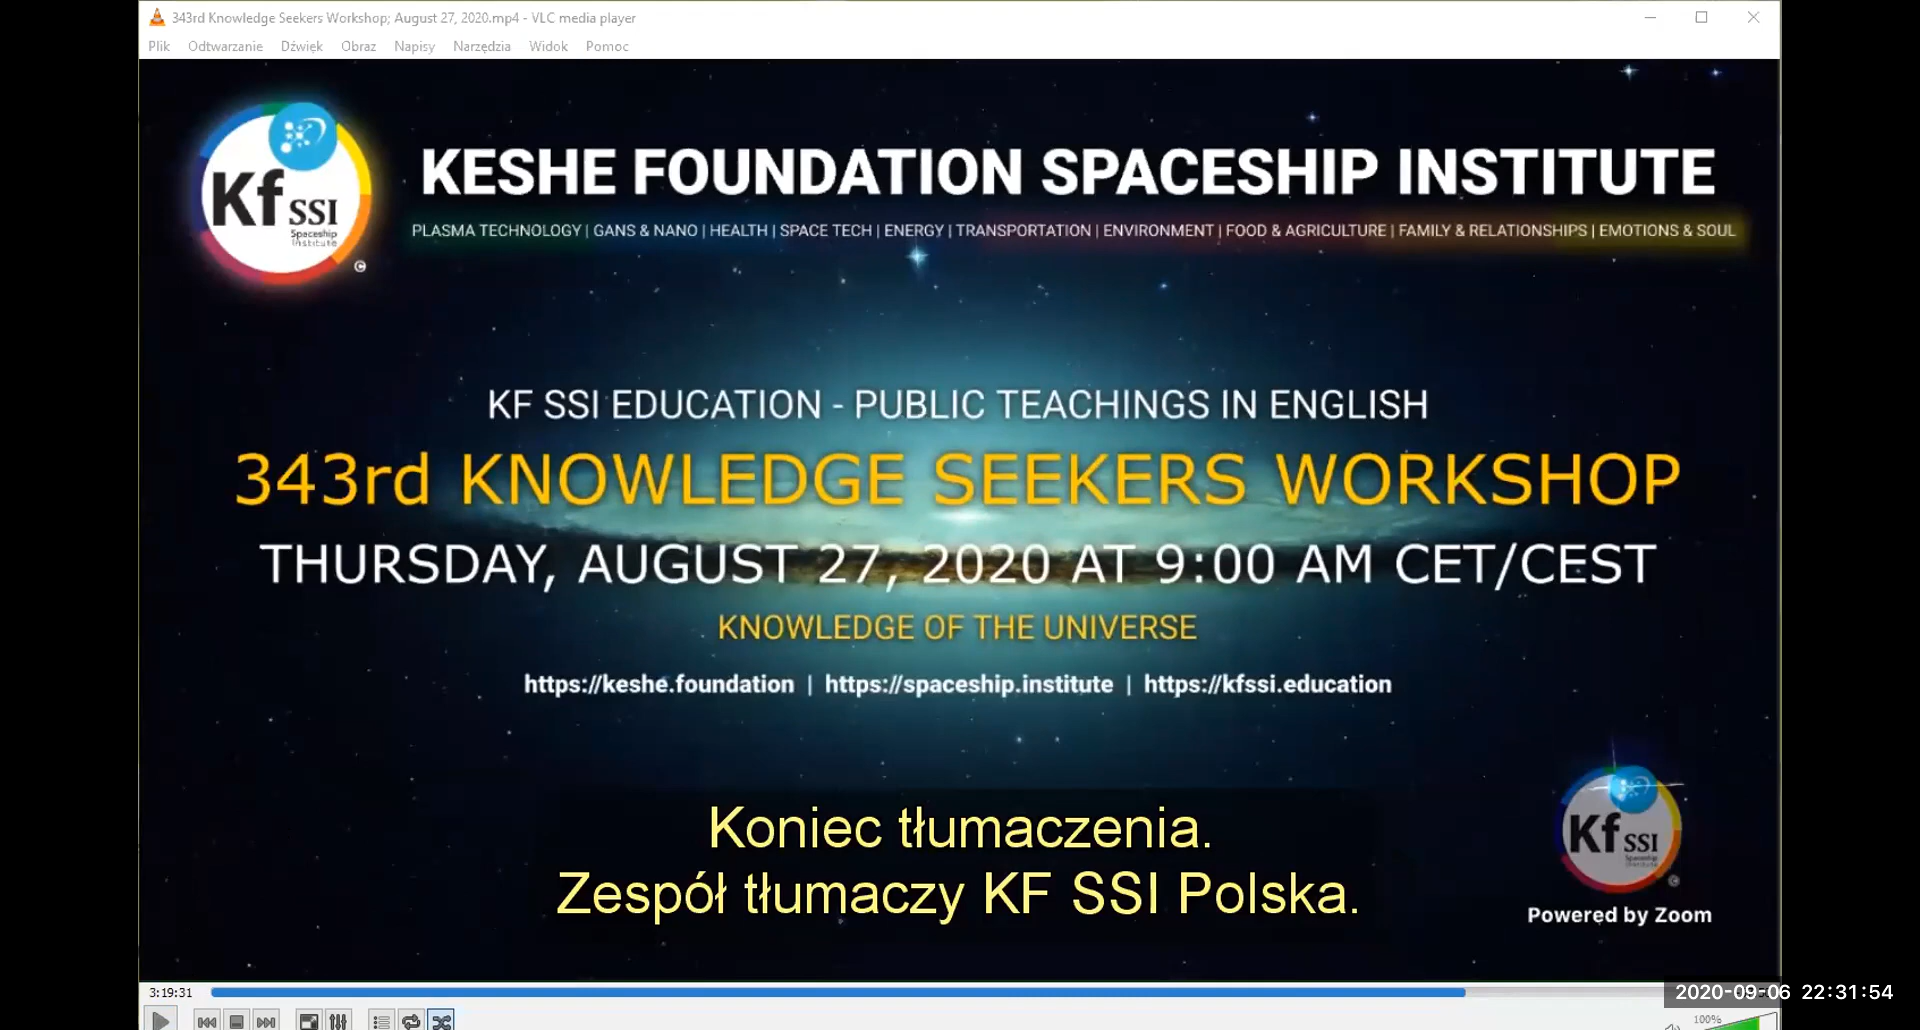 343rd Knowledge Seekers Workshop; August 27, 2020.mp4 - VLC media player
Plik Odtwarzanie Dźwięk Obraz Napisy Narzędzia Widok Pomoc
Kf SSI
Spaceship
Institute
©
KESHE FOUNDATION SPACESHIP INSTITUTE
PLASMA TECHNOLOGY | GANS & NANO | HEALTH | SPACE TECH | ENERGY | TRANSPORTATION | ENVIRONMENT | FOOD & AGRICULTURE | FAMILY & RELATIONSHIPS | EMOTIONS & SOUL
KF SSI EDUCATION - PUBLIC TEACHINGS IN ENGLISH
343rd KNOWLEDGE SEEKERS WORKSHOP
THURSDAY, AUGUST 27, 2020 AT 9:00 AM CET/CEST
KNOWLEDGE OF THE UNIVERSE
https://keshe.foundation | https://spaceship.institute | https://kfssi.education
Koniec tłumaczenia.
Zespół tłumaczy KF SSI Polska.
Kf SSI
Spaceship
Institute
©
Powered by Zoom
3:19:31
2020-09-06 22:31:54
100%